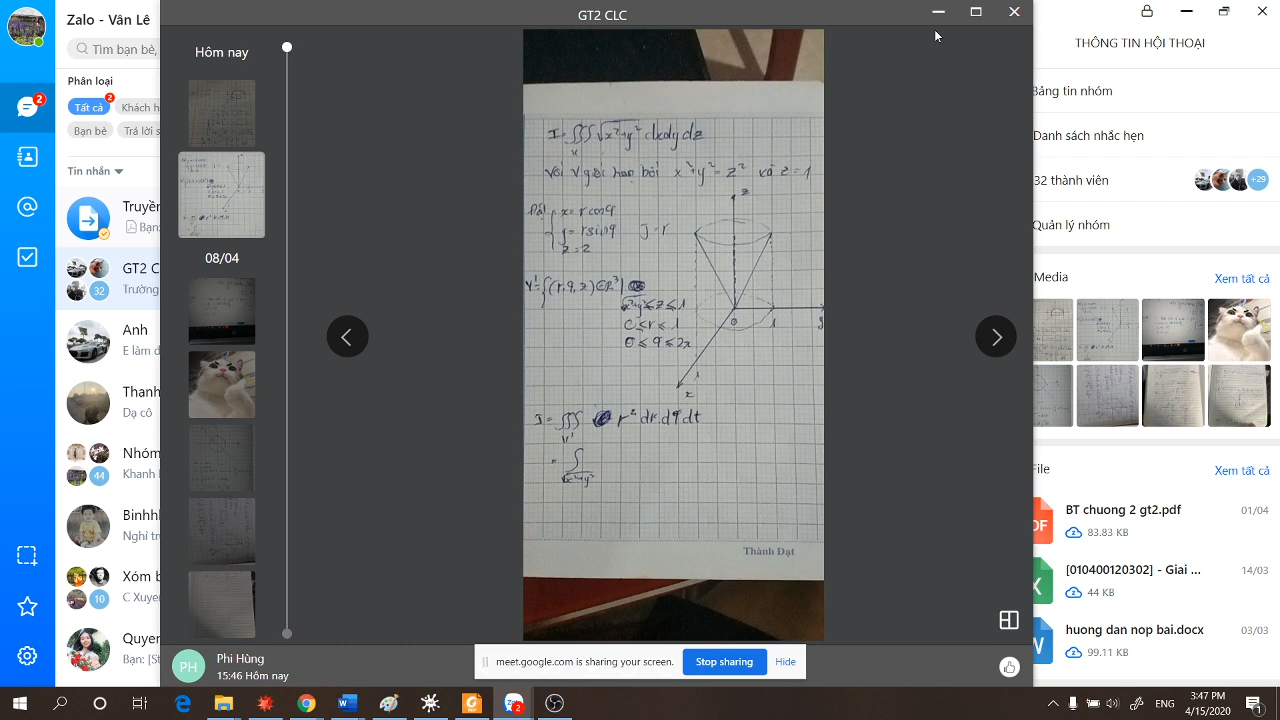 Zalo - Vân Lê
GT2 CLC
THÔNG TIN HỘI THOẠI
Tìm bạn bè,
Phân loại
Tất cả
2
Khách h
Bạn bè
Trả lời s
Tin nhắn
2
Truyề
Bạn:
GT2 C
Trường
32
Anh
E làm đ
Thanh
Dạ cô
Nhóm
Khanh
44
Binhhl
Nghỉ tr
Xóm b
C Xuye
10
Quyer
Bạn: [St
Hôm nay
08/04
I = ∭ √x²+y² dxdydz
V
với V giới hạn bởi x²+y² = z² và z = 1
Đặt { x = r cosφ
y = r sinφ J = r
z = z
V' = {(r, φ, z) ∈ R³ |
√x²+y² ≤ z ≤ 1
0 ≤ r ≤ 1
0 ≤ φ ≤ 2π
z
0
1
y
1
x
I = ∭ r² dr.dφdt
V'
= ∫
√x²+y²
Thành Đạt
PH
Phi Hùng
15:46 Hôm nay
meet.google.com is sharing your screen.
Stop sharing
Hide
Bảng tin nhóm
Danh sách nhắc hẹn
32 thành viên
+29
Quản lý nhóm
Media
Xem tất cả
File
Xem tất cả
BT chuong 2 gt2.pdf
01/04
83.83 KB
[010400120302] - Giai ...
14/03
44 KB
huong dan nop bai.docx
03/03
99.11 KB
2
ENG
3:47 PM
4/15/2020
1